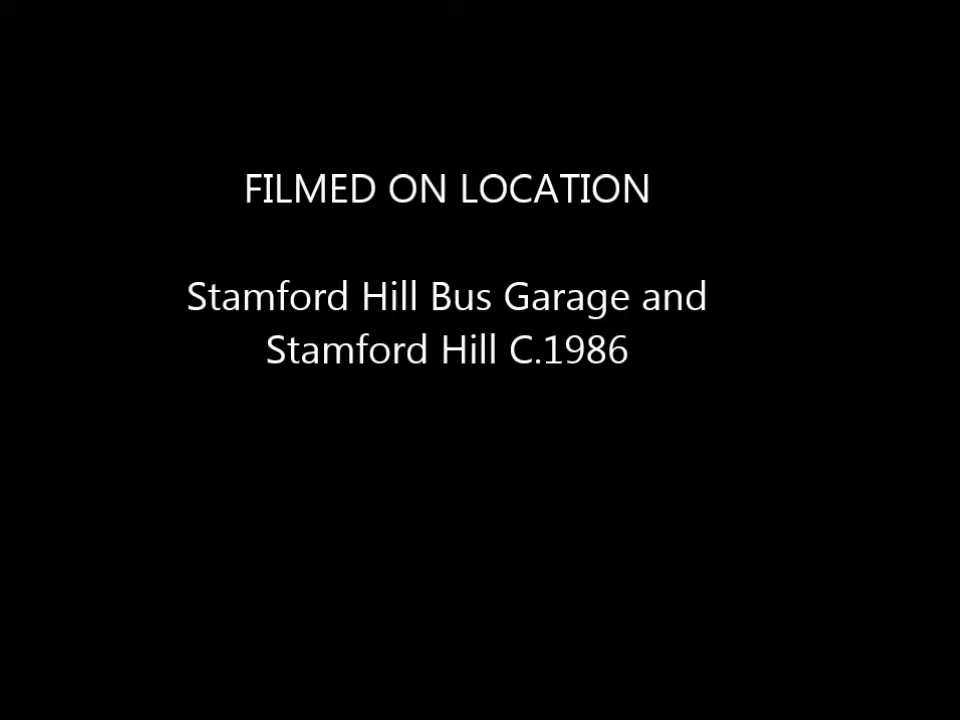 FILMED ON LOCATION
Stamford Hill Bus Garage and
Stamford Hill C.1986